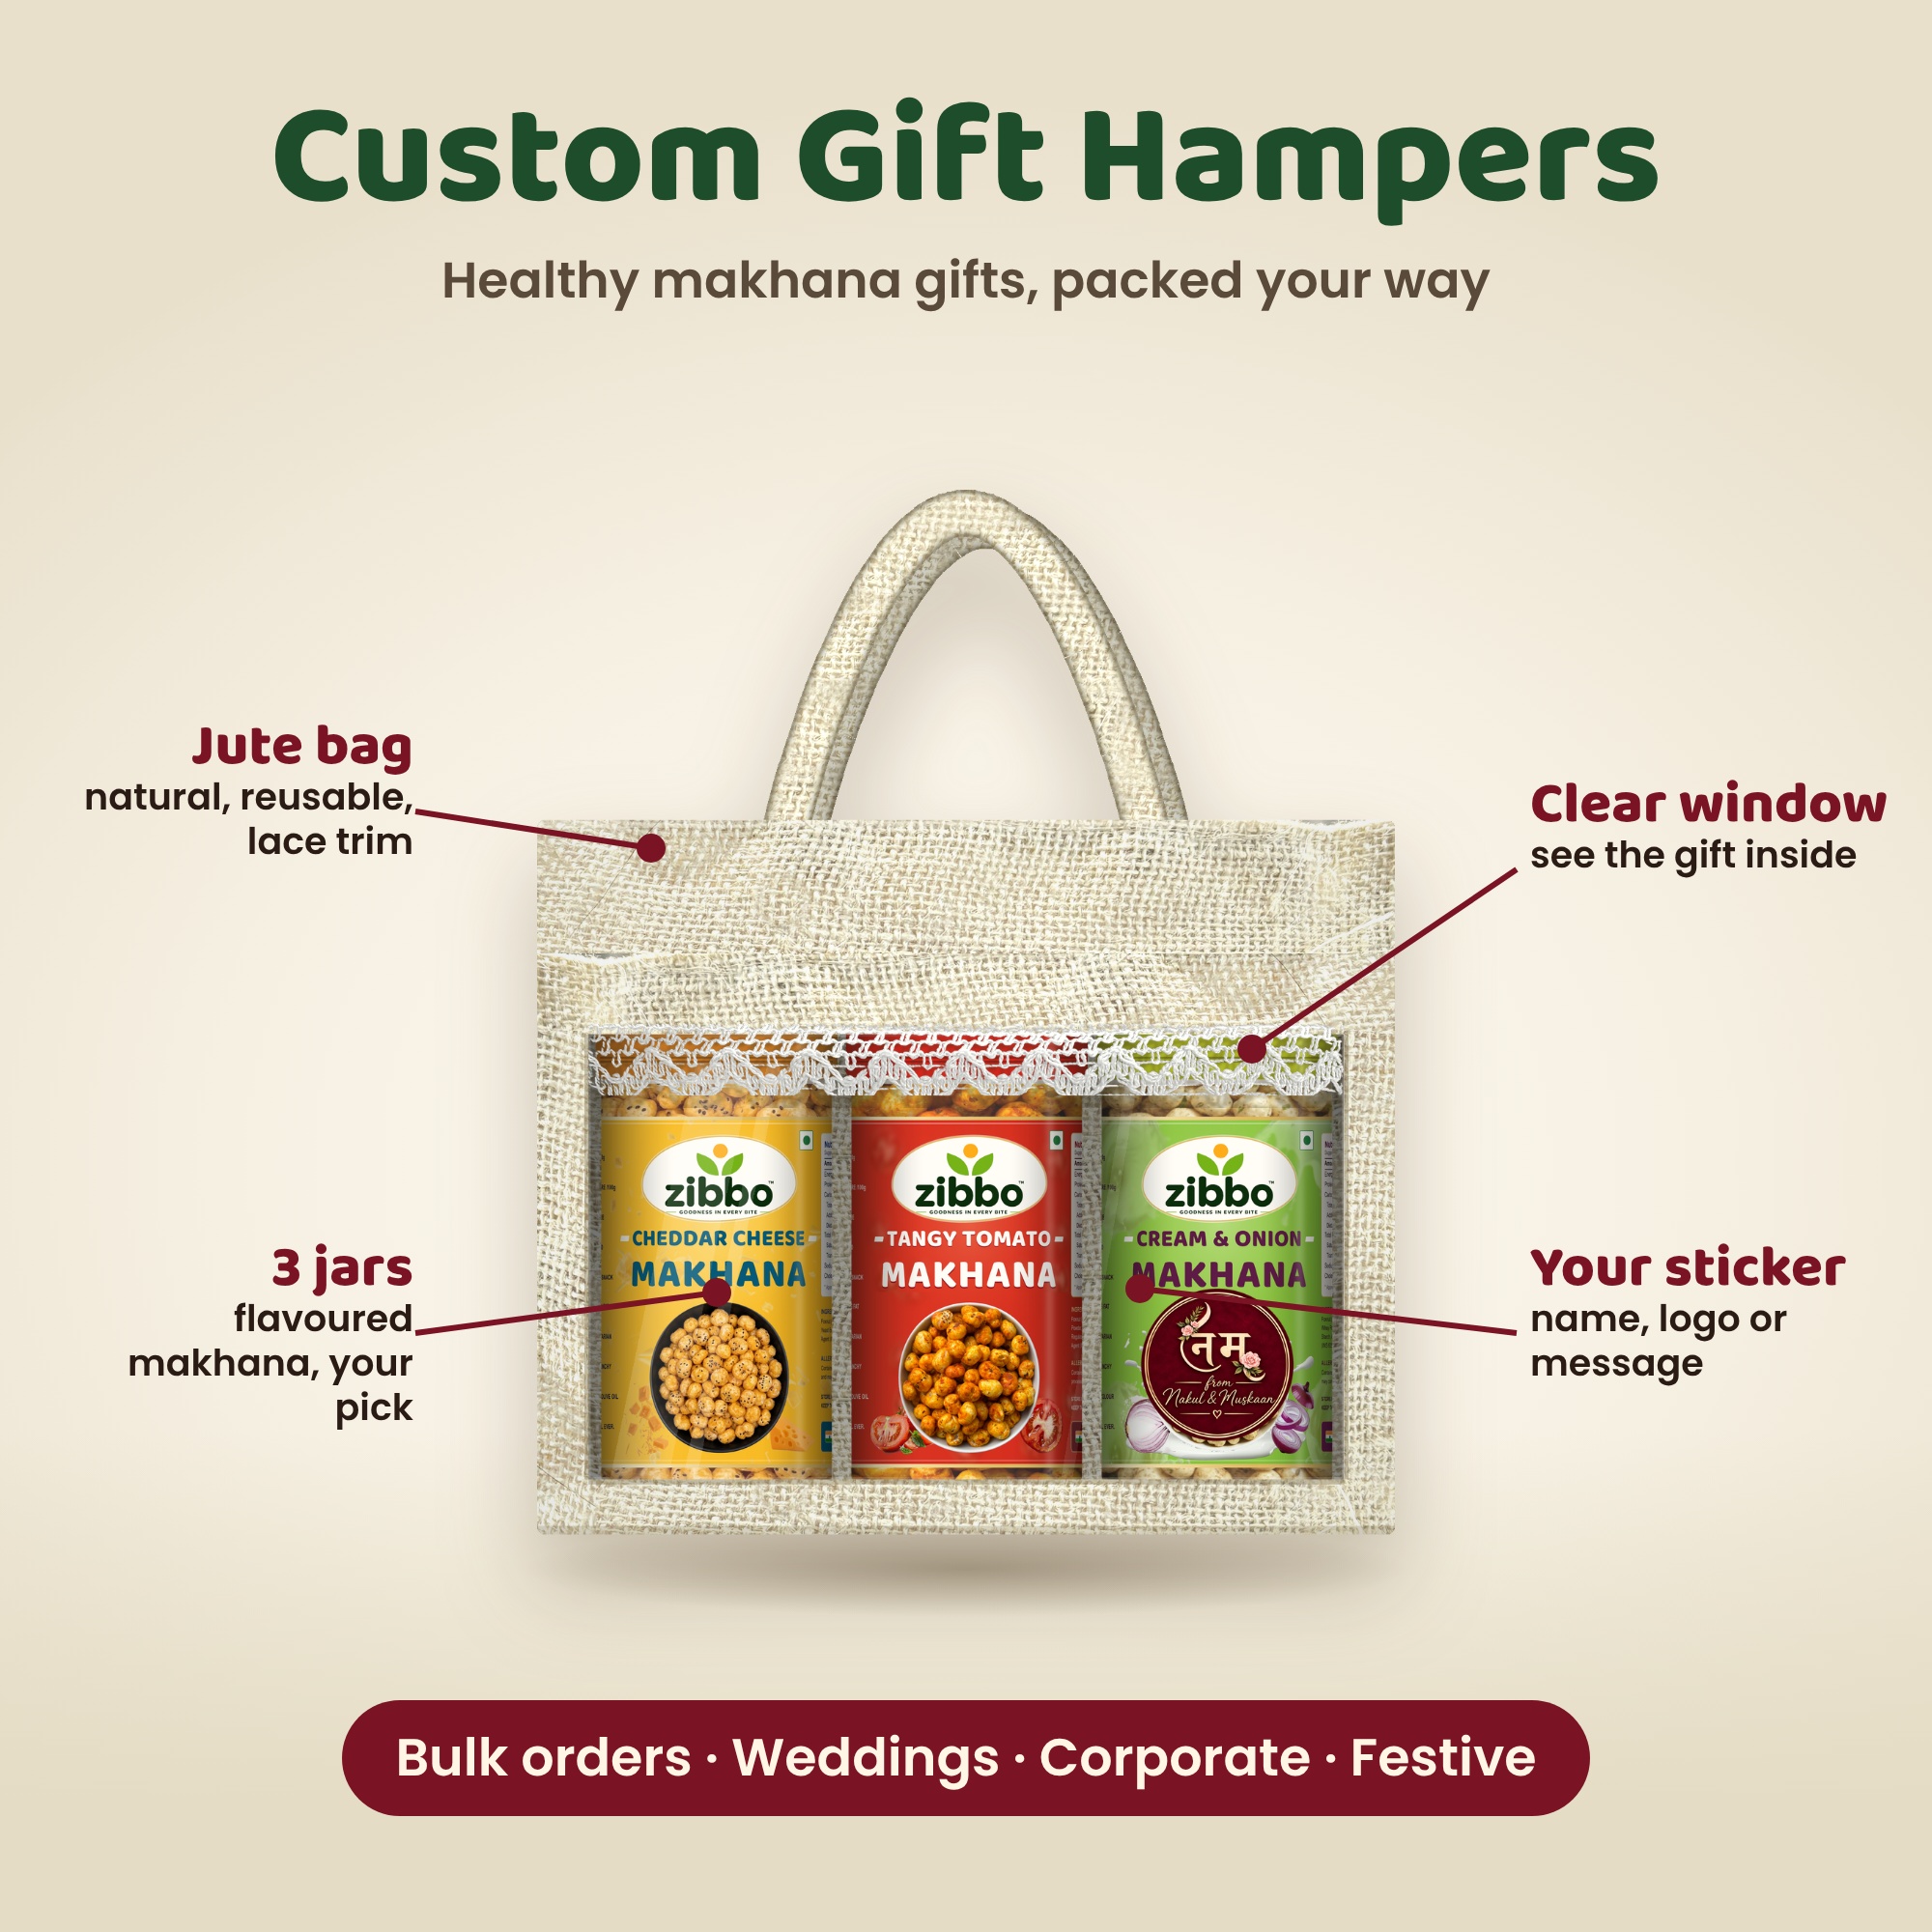 Custom Gift Hampers
Healthy makhana gifts, packed your way
Jute bag
natural, reusable,
lace trim
Clear window
see the gift inside
3 jars
flavoured
makhana, your
pick
Your sticker
name, logo or
message
zibbo™
GOODNESS IN EVERY BITE
CHEDDAR CHEESE
MAKHANA
zibbo™
GOODNESS IN EVERY BITE
TANGY TOMATO
MAKHANA
zibbo™
GOODNESS IN EVERY BITE
CREAM & ONION
MAKHANA
न म
from
Nakul & Muskaan
Bulk orders · Weddings · Corporate · Festive